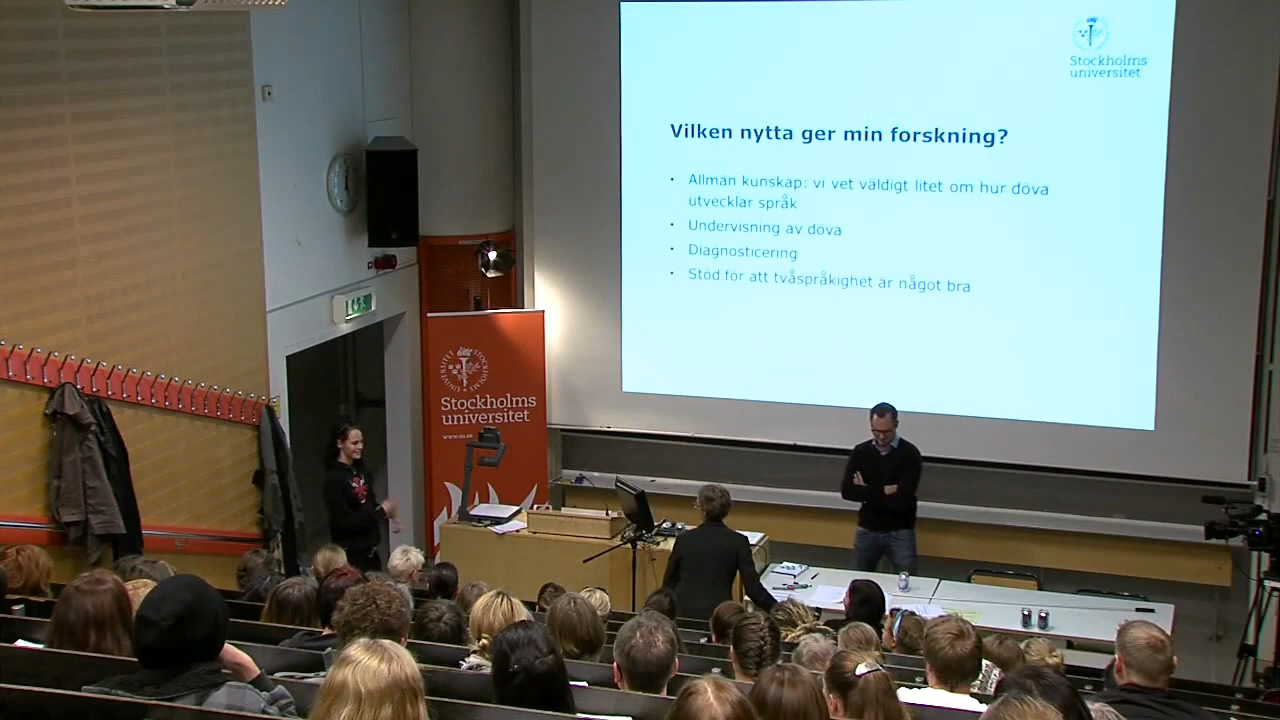 Stockholms
universitet
Vilken nytta ger min forskning?
• Allmän kunskap: vi vet väldigt litet om hur döva
utvecklar språk
• Undervisning av döva
• Diagnosticering
• Stöd för att tvåspråkighet är något bra
Stockholms
universitet
www.su.se